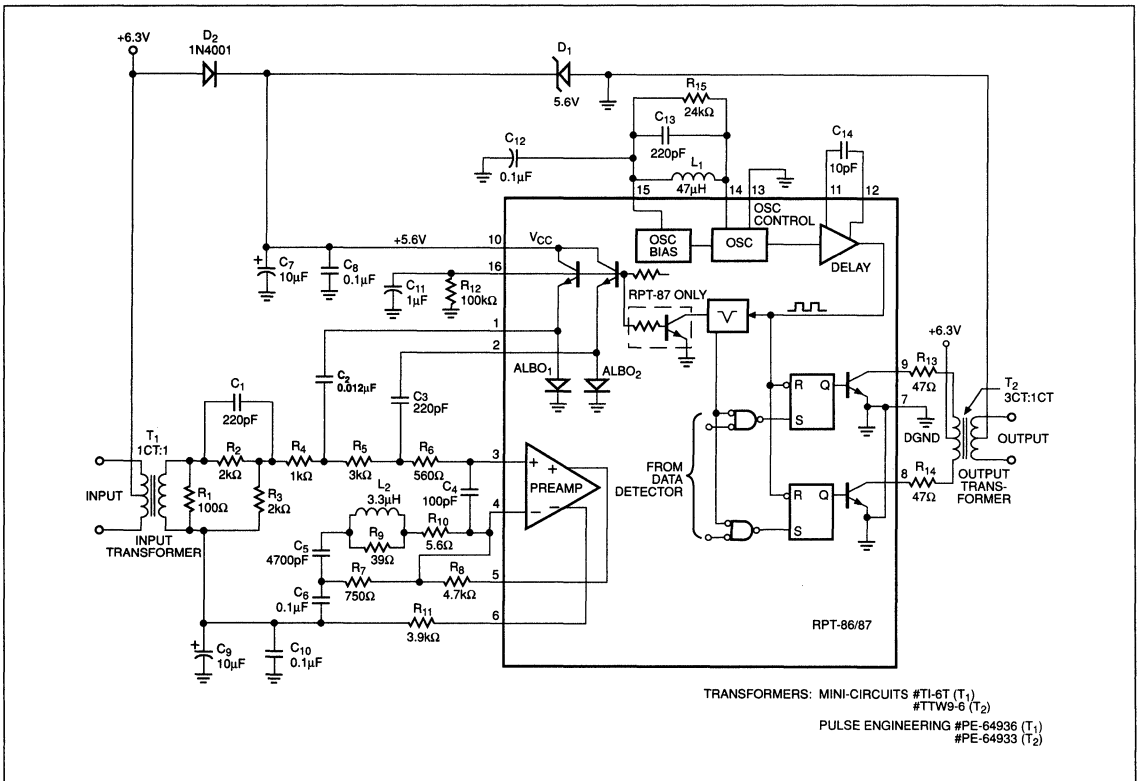 +6.3V
D2
1N4001
D1
5.6V
R15
24kΩ
C13
220pF
C12
0.1µF
L1
47µH
C14
10pF
15
14
13
11
12
OSC
CONTROL
OSC
BIAS
OSC
DELAY
+5.6V
10
VCC
C7
10µF
C8
0.1µF
16
C11
1µF
R12
100kΩ
RPT-87 ONLY
1
2
ALBO1
ALBO2
C2
0.012µF
C3
220pF
C1
220pF
T1
1CT:1
R2
2kΩ
R4
1kΩ
R5
3kΩ
R6
560Ω
3
+
+
PREAMP
−
−
4
C4
100pF
INPUT
R1
100Ω
R3
2kΩ
INPUT
TRANSFORMER
L2
3.3µH
R9
39Ω
R10
5.6Ω
C5
4700pF
R7
750Ω
R8
4.7kΩ
5
C6
0.1µF
R11
3.9kΩ
6
C9
10µF
C10
0.1µF
FROM
DATA
DETECTOR
R
Q
S
R
Q
S
9
R13
47Ω
7
DGND
8
R14
47Ω
+6.3V
T2
3CT:1CT
OUTPUT
OUTPUT
TRANS-
FORMER
RPT-86/87
TRANSFORMERS: MINI-CIRCUITS #TI-6T (T1)
#TTW9-6 (T2)
PULSE ENGINEERING #PE-64936 (T1)
#PE-64933 (T2)